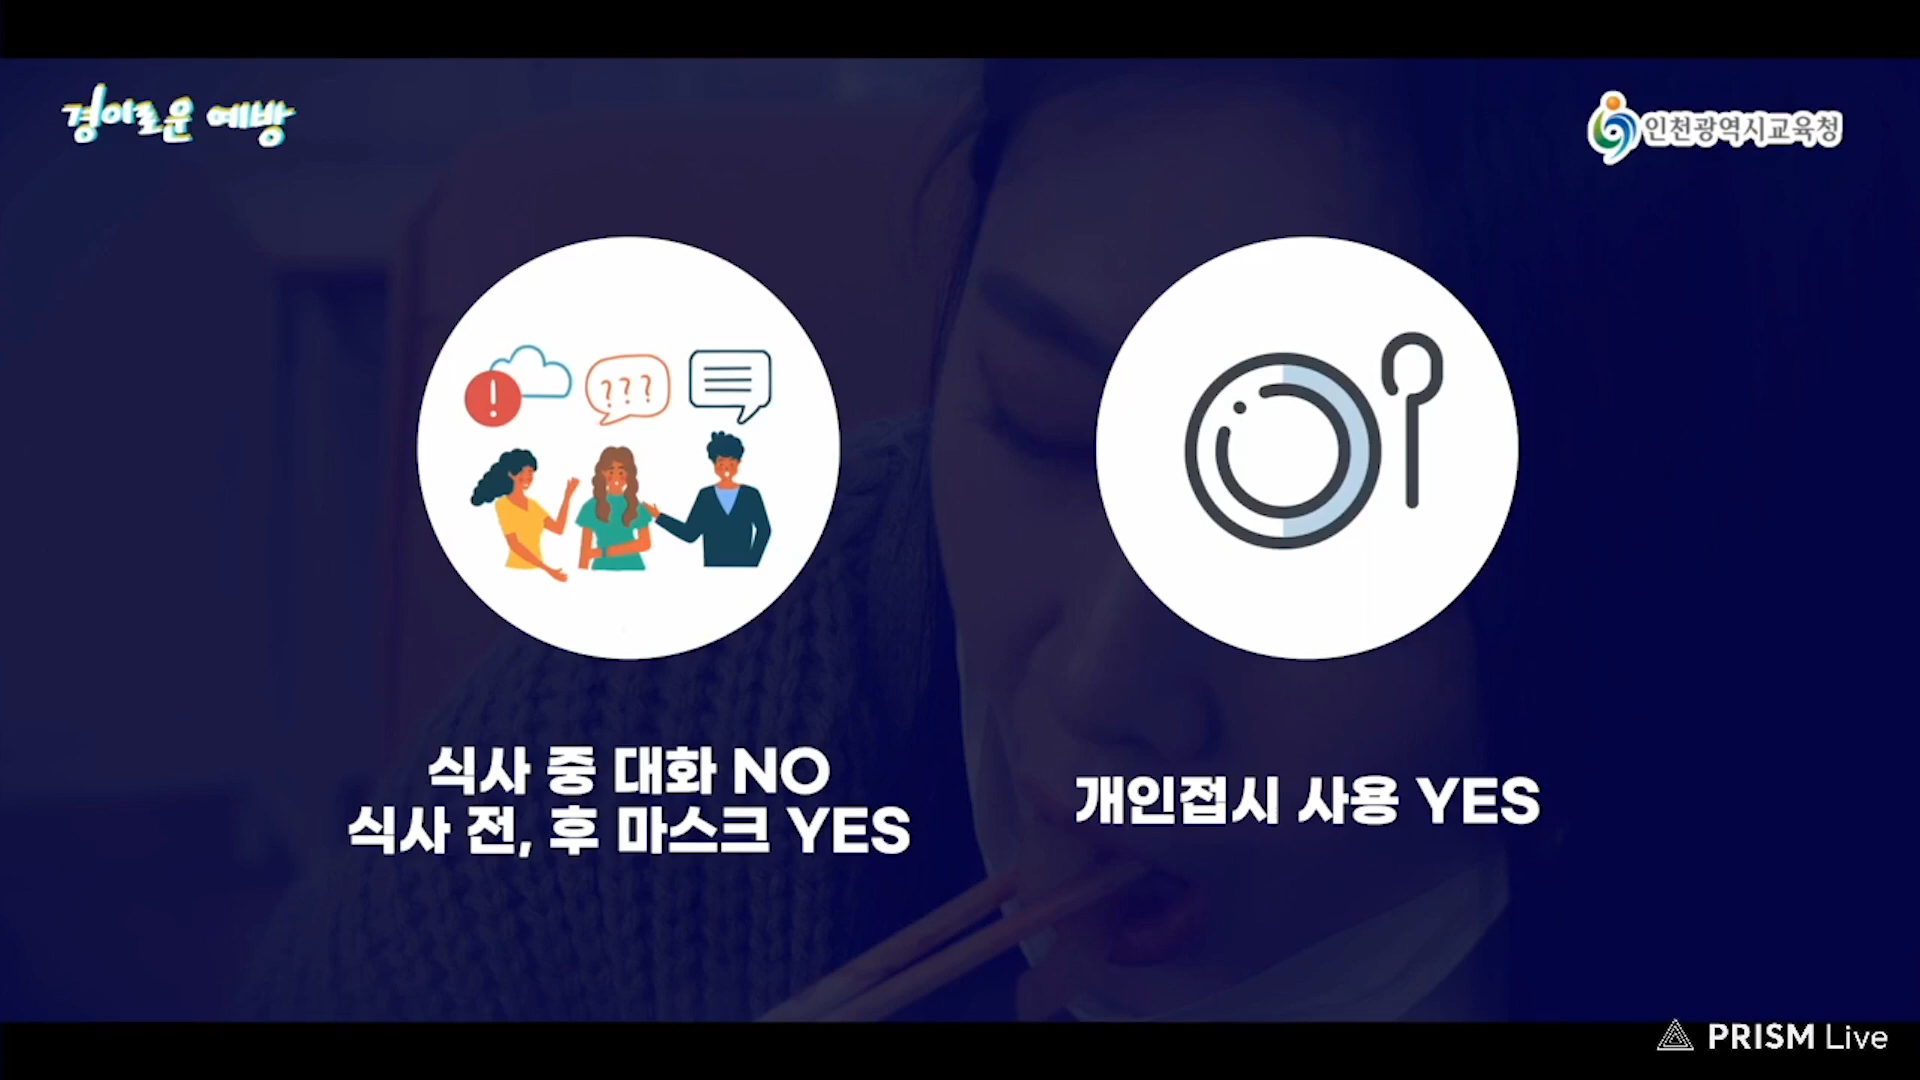 경이로운 예방
인천광역시교육청
! ???
식사 중 대화 NO
식사 전, 후 마스크 YES
개인접시 사용 YES
PRISM Live